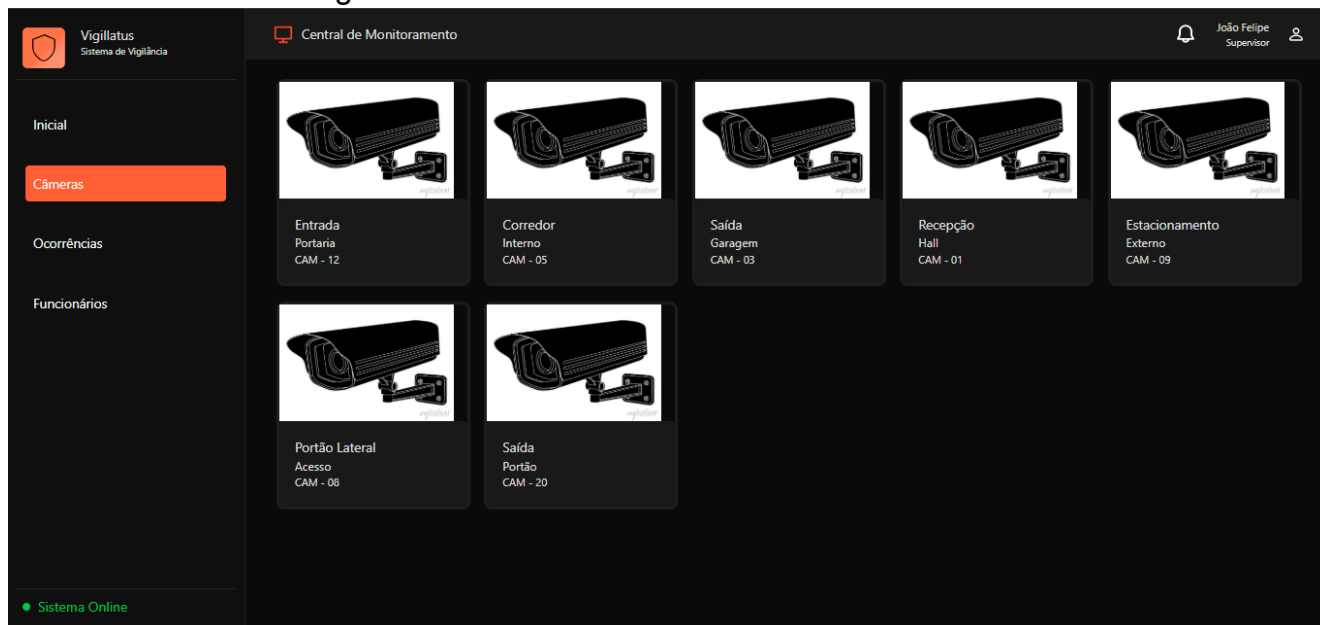 Vigillatus
Sistema de Vigilância
Central de Monitoramento
João Felipe
Supervisor
Inicial
Câmeras
Ocorrências
Funcionários
Entrada
Portaria
CAM - 12
Corredor
Interno
CAM - 05
Saída
Garagem
CAM - 03
Recepção
Hall
CAM - 01
Estacionamento
Externo
CAM - 09
Portão Lateral
Acesso
CAM - 08
Saída
Portão
CAM - 20
Sistema Online